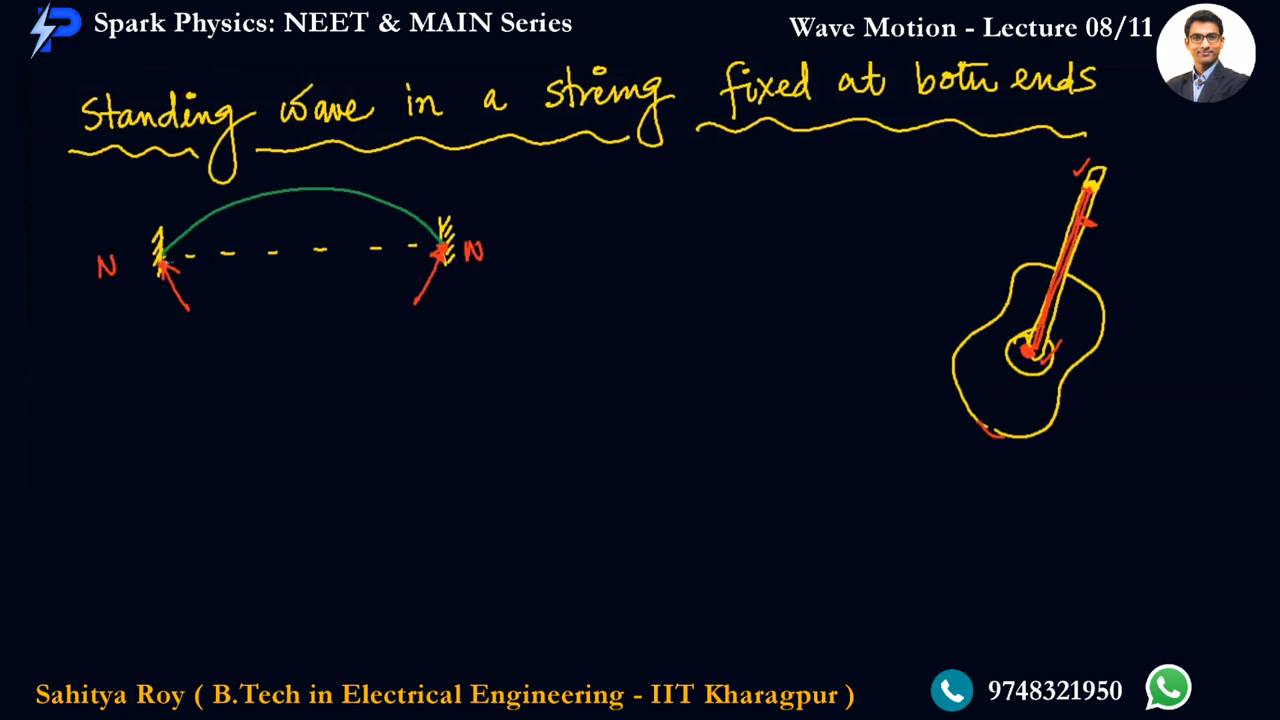 Spark Physics: NEET & MAIN Series
Wave Motion - Lecture 08/11
Standing wave in a string fixed at both ends
N
N
Sahitya Roy ( B.Tech in Electrical Engineering - IIT Kharagpur )
9748321950